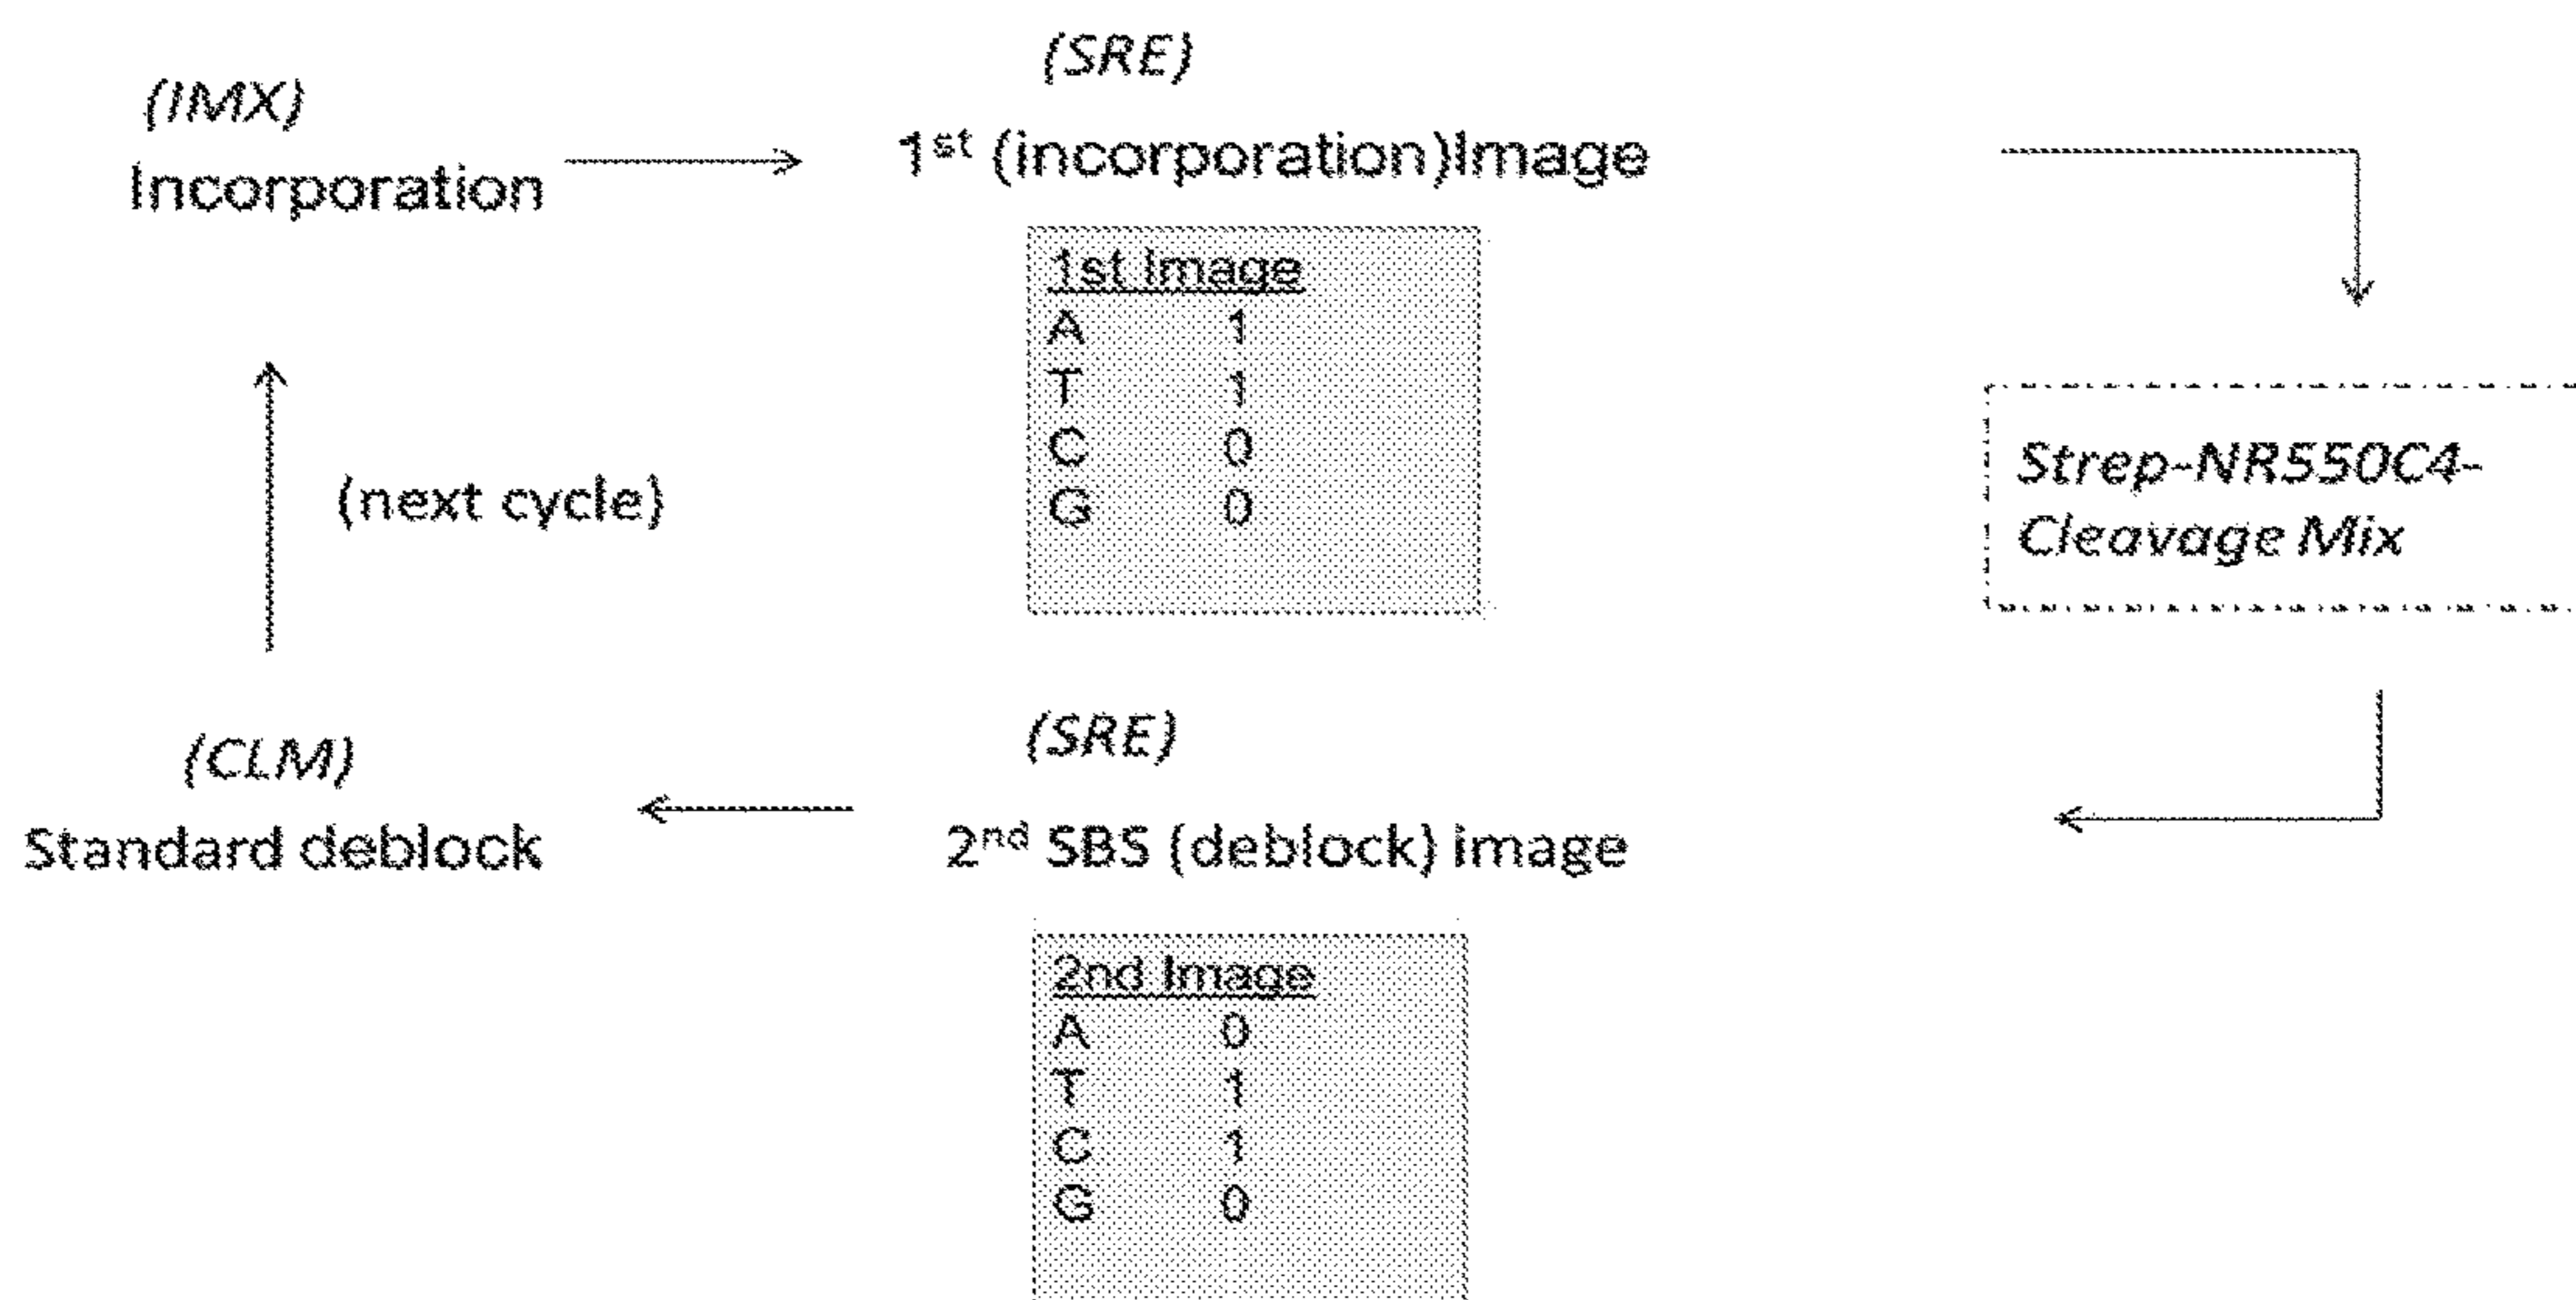 (SRE)
(IMX)
1st (incorporation)Image
Incorporation
1st Image
A 1
T 1
C 0
G 0
Strep-NR550C4-
Cleavage Mix
(next cycle)
(SRE)
(CLM)
2nd SBS (deblock) image
Standard deblock
2nd Image
A 0
T 1
C 1
G 0